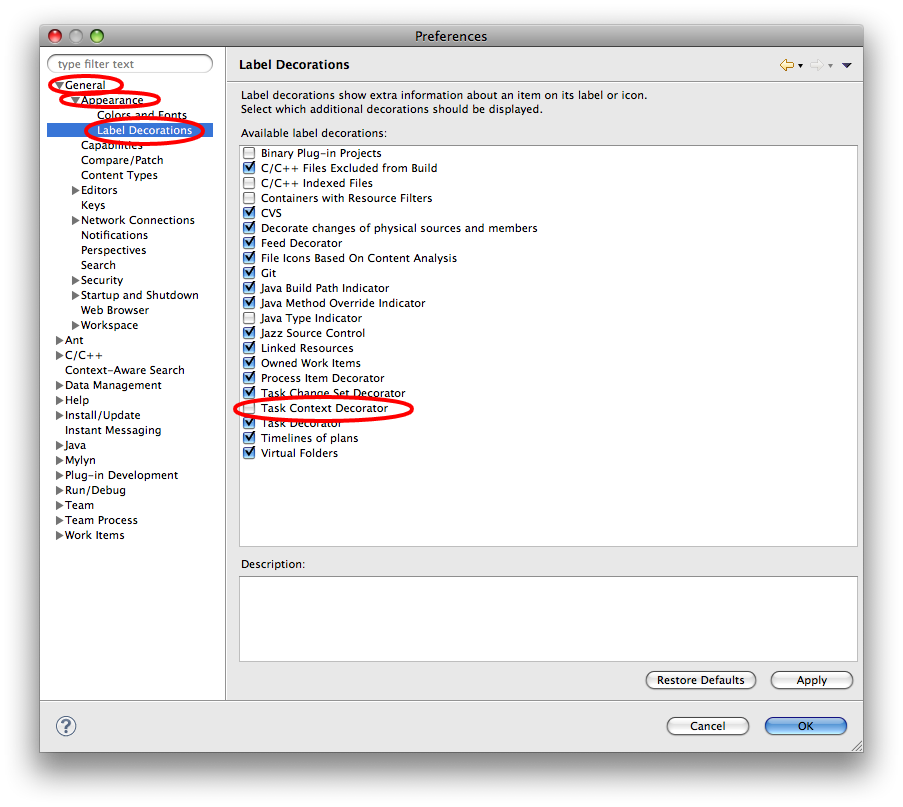 Preferences
type filter text
General
Appearance
Colors and Fonts
Label Decorations
Capabilities
Compare/Patch
Content Types
Editors
Keys
Network Connections
Notifications
Perspectives
Search
Security
Startup and Shutdown
Web Browser
Workspace
Ant
C/C++
Context-Aware Search
Data Management
Help
Install/Update
Instant Messaging
Java
Mylyn
Plug-in Development
Run/Debug
Team
Team Process
Work Items
Label Decorations
Label decorations show extra information about an item on its label or icon.
Select which additional decorations should be displayed.
Available label decorations:
Binary Plug-in Projects
C/C++ Files Excluded from Build
C/C++ Indexed Files
Containers with Resource Filters
CVS
Decorate changes of physical sources and members
Feed Decorator
File Icons Based On Content Analysis
Git
Java Build Path Indicator
Java Method Override Indicator
Java Type Indicator
Jazz Source Control
Linked Resources
Owned Work Items
Process Item Decorator
Task Change Set Decorator
Task Context Decorator
Task Decorator
Timelines of plans
Virtual Folders
Description:
Restore Defaults
Apply
?
Cancel
OK